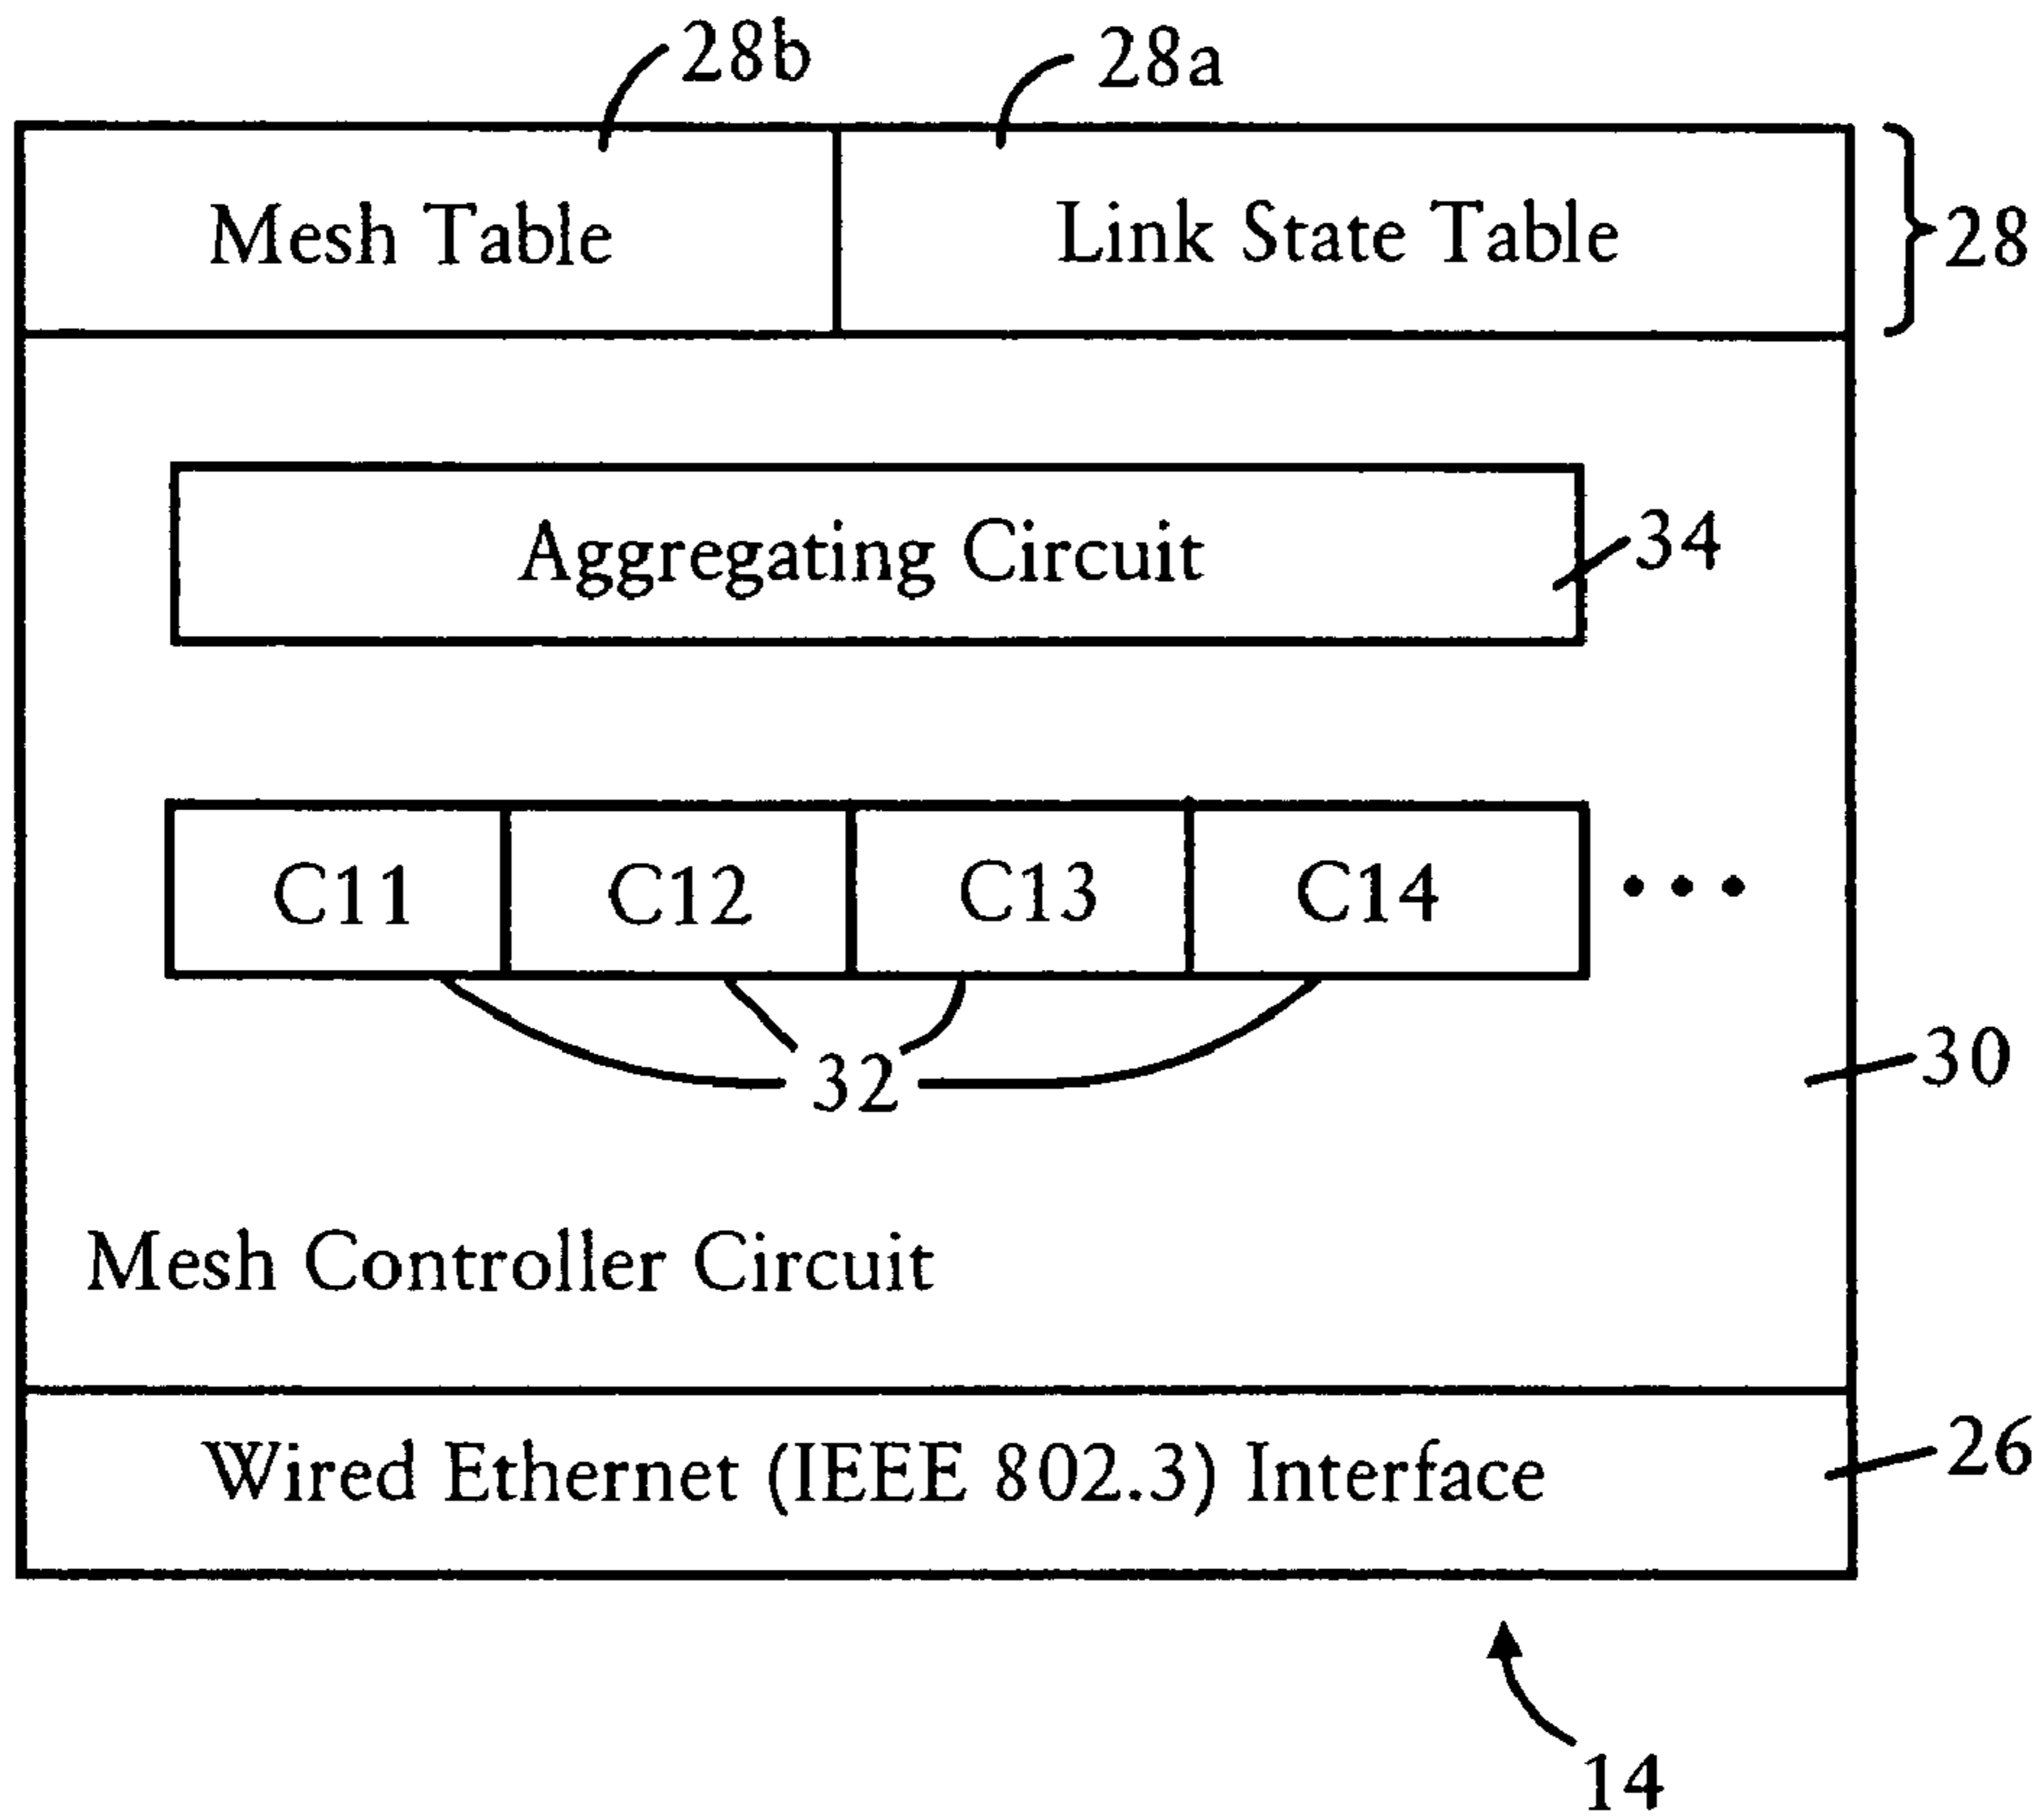 28b 28a
Mesh Table Link State Table 28
Aggregating Circuit 34
C11 C12 C13 C14 •••
32
30
Mesh Controller Circuit
Wired Ethernet (IEEE 802.3) Interface 26
14